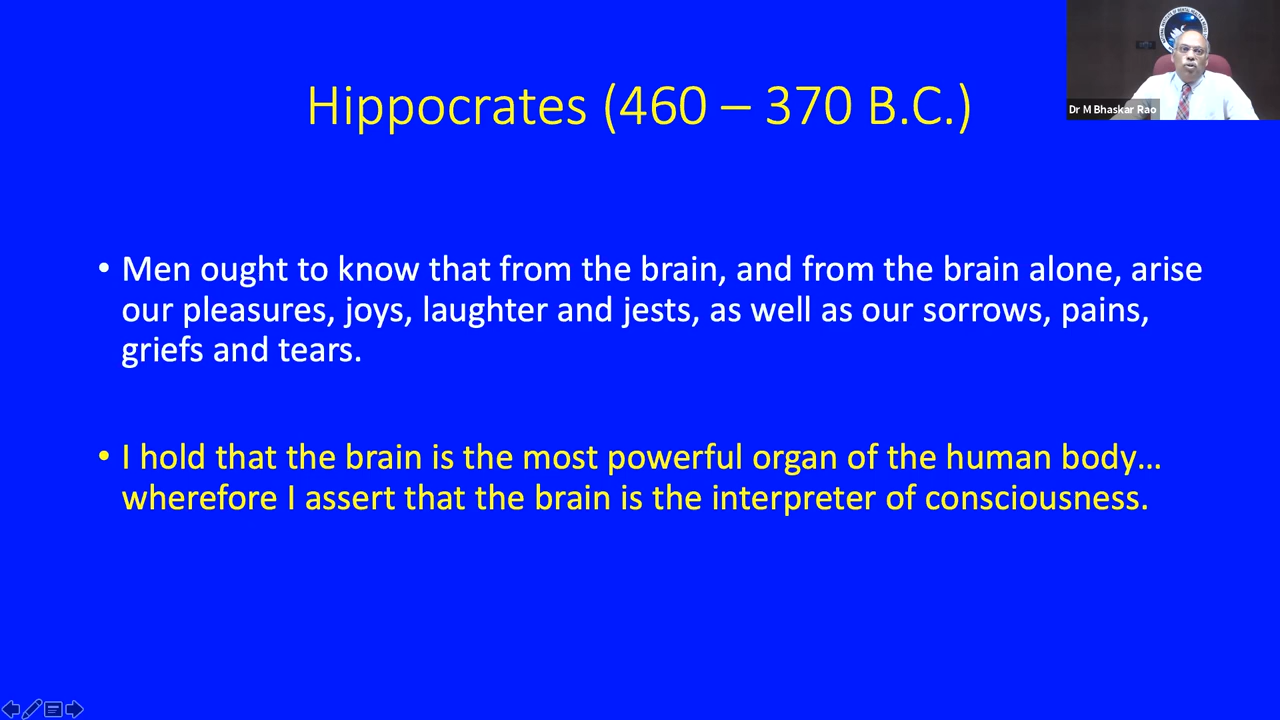 Hippocrates (460 – 370 B.C.)
Dr M Bhaskar Rao
• Men ought to know that from the brain, and from the brain alone, arise
our pleasures, joys, laughter and jests, as well as our sorrows, pains,
griefs and tears.
• I hold that the brain is the most powerful organ of the human body…
wherefore I assert that the brain is the interpreter of consciousness.